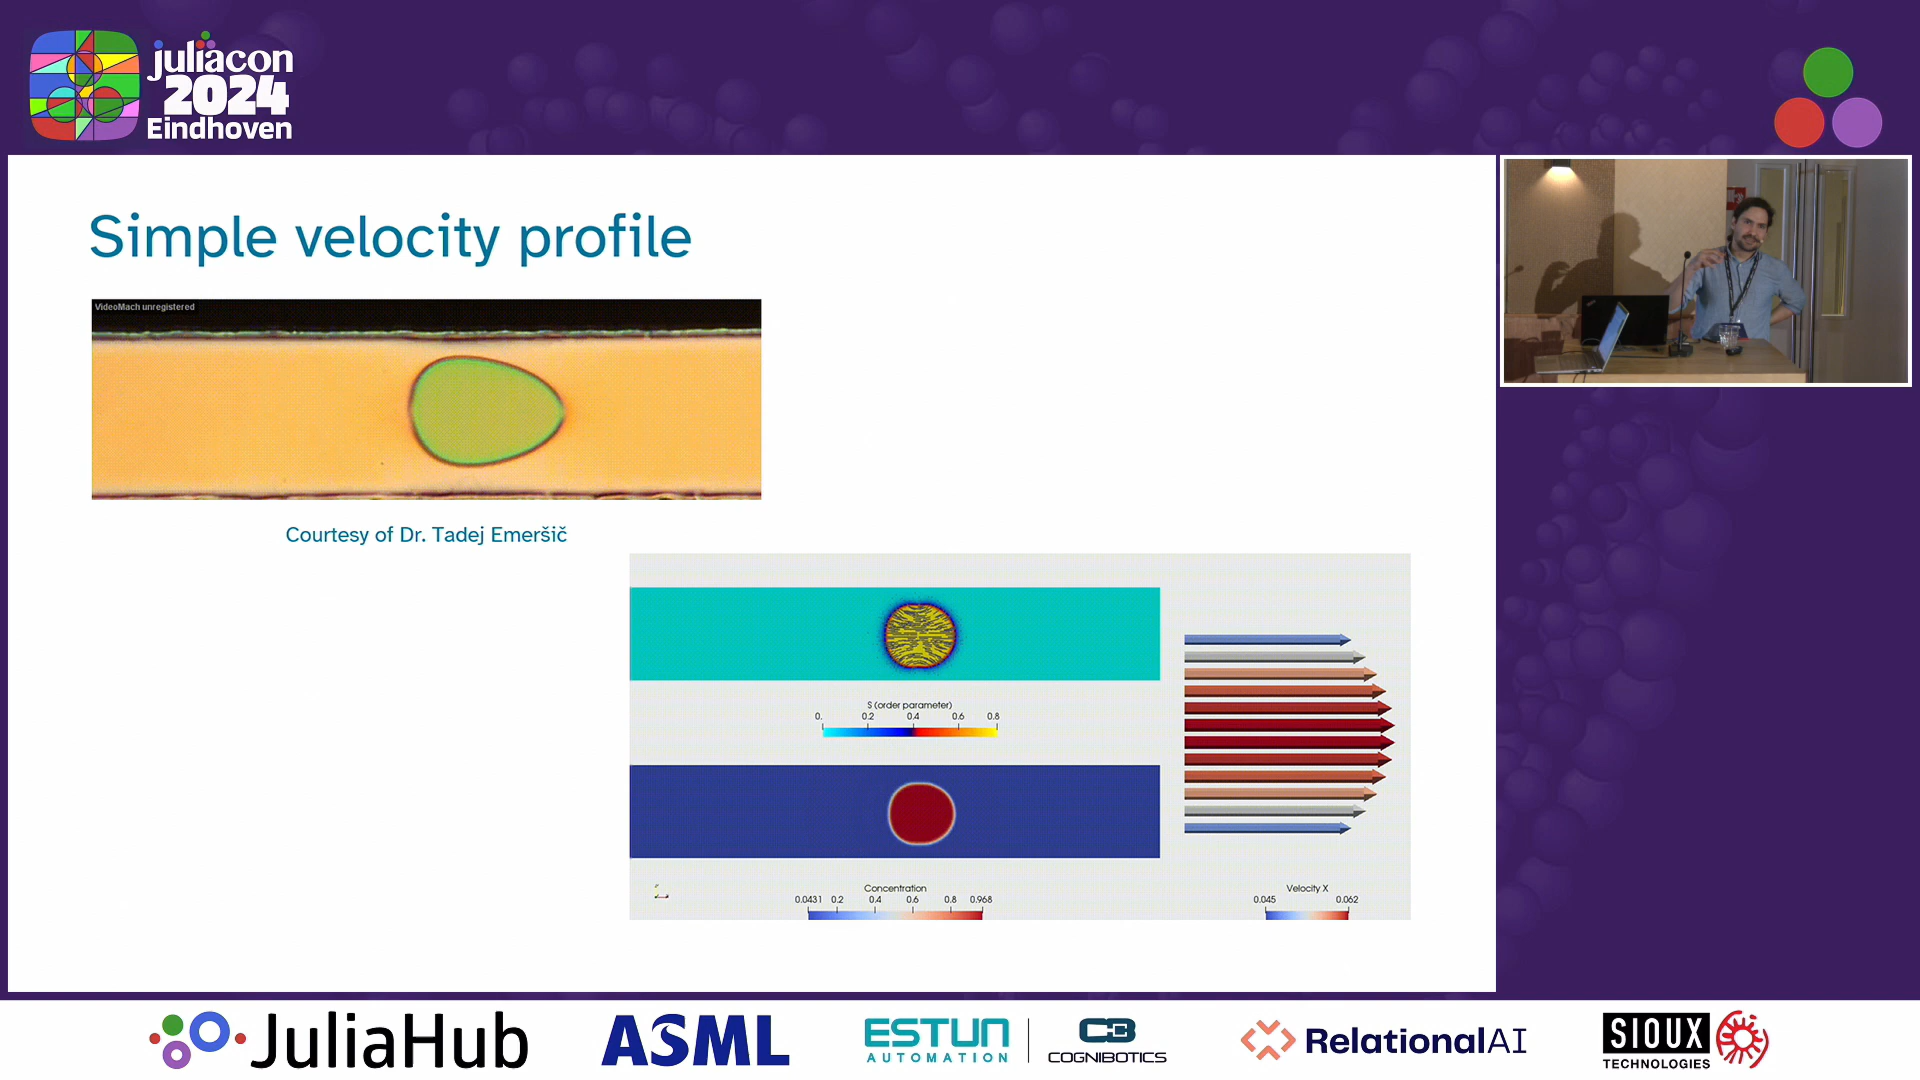 juliacon
2024
Eindhoven
Simple velocity profile
VideoMach unregistered
Courtesy of Dr. Tadej Emeršič
S (order parameter)
0. 0.2 0.4 0.6 0.8
Concentration
0.0431 0.2 0.4 0.6 0.8 0.968
Velocity X
0.045 0.062
JuliaHub
ASML
ESTUN
AUTOMATION
COGNIBOTICS
RelationalAI
SIOUX
TECHNOLOGIES